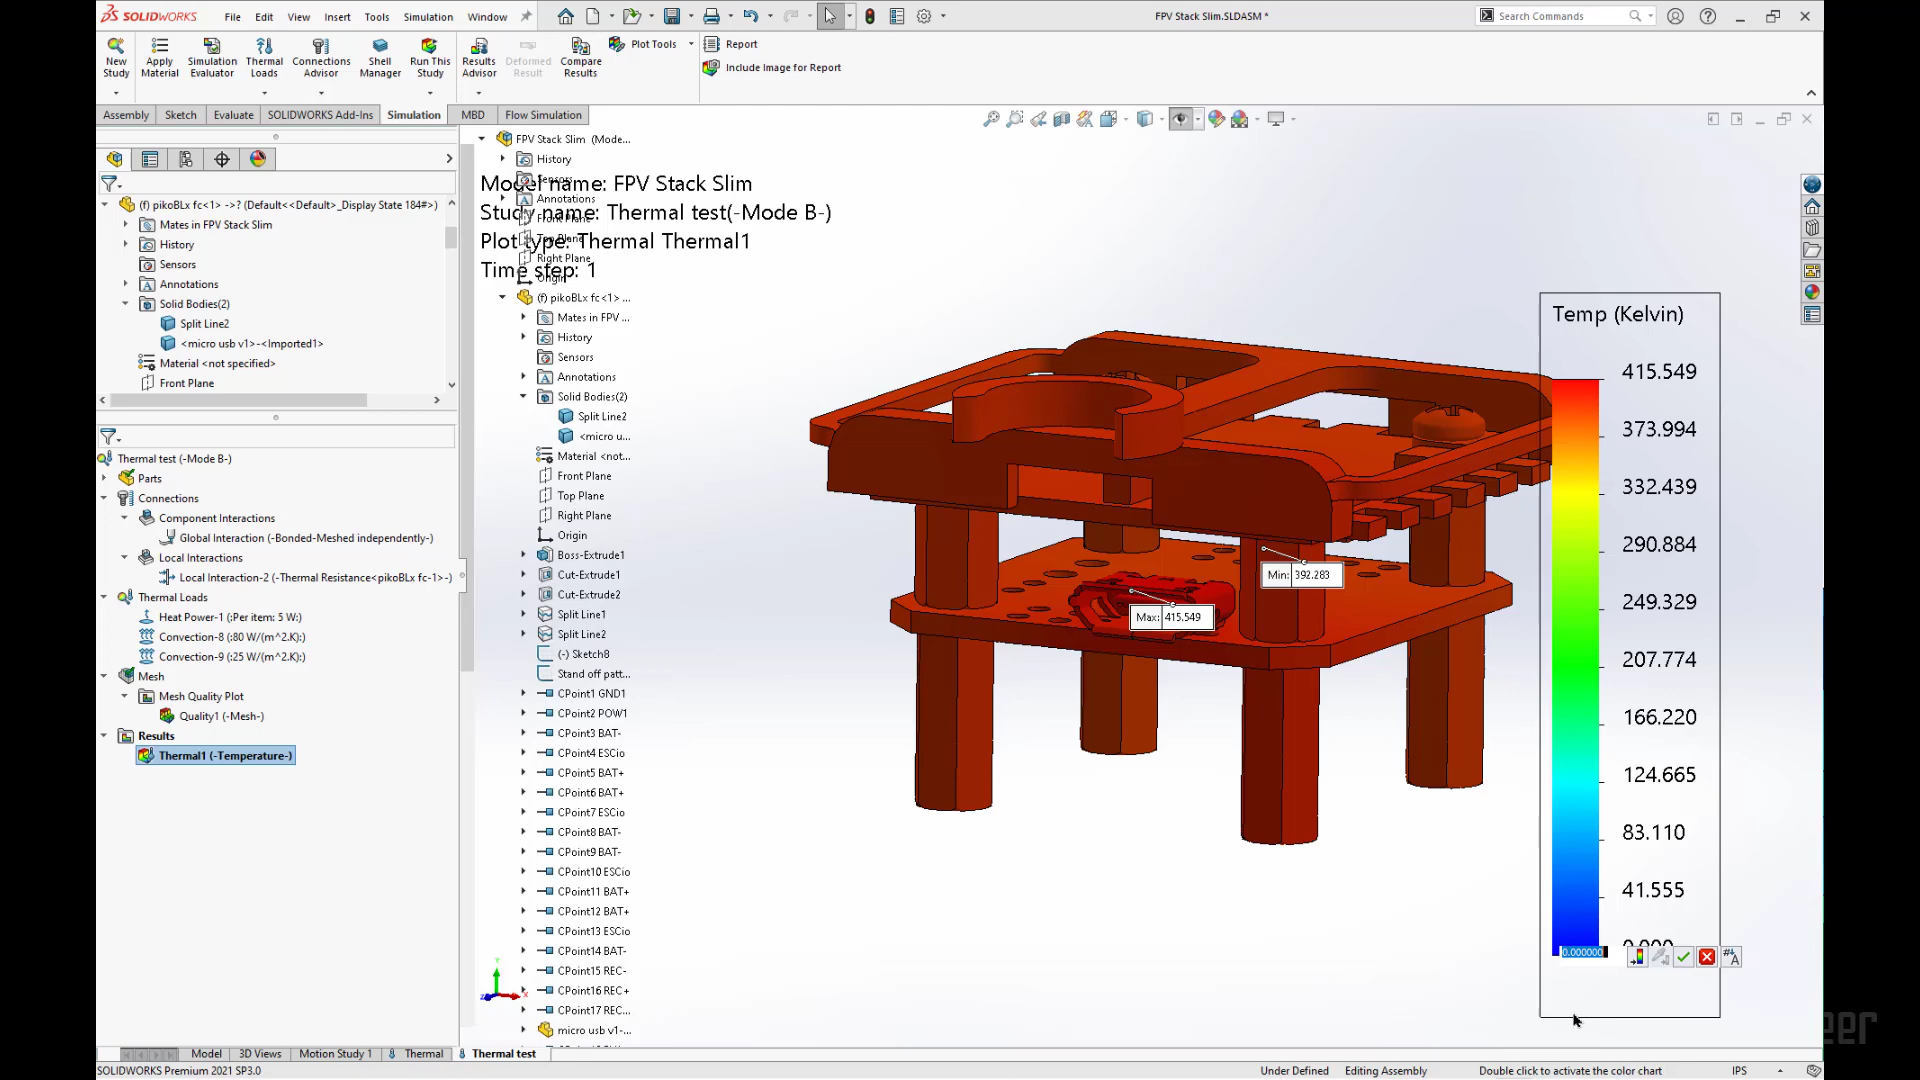 SOLIDWORKS File Edit View Insert Tools Simulation Window FPV Stack Slim.SLDASM * Search Commands
New Study
Apply Material
Simulation Evaluator
Thermal Loads
Connections Advisor
Shell Manager
Run This Study
Results Advisor
Deformed Result
Compare Results
Plot Tools
Report
Include Image for Report
Assembly Sketch Evaluate SOLIDWORKS Add-Ins Simulation MBD Flow Simulation
(f) pikoBLx fc<1> ->? (Default<<Default>_Display State 184#>)
Mates in FPV Stack Slim
History
Sensors
Annotations
Solid Bodies(2)
Split Line2
<micro usb v1>-<Imported1>
Material <not specified>
Front Plane
Thermal test (-Mode B-)
Parts
Connections
Component Interactions
Global Interaction (-Bonded-Meshed independently-)
Local Interactions
Local Interaction-2 (-Thermal Resistance<pikoBLx fc-1>-)
Thermal Loads
Heat Power-1 (:Per item: 5 W:)
Convection-8 (:80 W/(m^2.K):)
Convection-9 (:25 W/(m^2.K):)
Mesh
Mesh Quality Plot
Quality1 (-Mesh-)
Results
Thermal1 (-Temperature-)
FPV Stack Slim (Mode...
History
Sensors
Annotations
Front Plane
Top Plane
Right Plane
Origin
Model name: FPV Stack Slim
Study name: Thermal test(-Mode B-)
Plot type: Thermal Thermal1
Time step: 1
(f) pikoBLx fc<1> ...
Mates in FPV ...
History
Sensors
Annotations
Solid Bodies(2)
Split Line2
<micro u...
Material <not...
Front Plane
Top Plane
Right Plane
Origin
Boss-Extrude1
Cut-Extrude1
Cut-Extrude2
Split Line1
Split Line2
(-) Sketch8
Stand off patt...
CPoint1 GND1
CPoint2 POW1
CPoint3 BAT-
CPoint4 ESCio
CPoint5 BAT+
CPoint6 BAT+
CPoint7 ESCio
CPoint8 BAT-
CPoint9 BAT-
CPoint10 ESCio
CPoint11 BAT+
CPoint12 BAT+
CPoint13 ESCio
CPoint14 BAT-
CPoint15 REC-
CPoint16 REC+
CPoint17 REC...
micro usb v1-...
Min: 392.283
Max: 415.549
Temp (Kelvin)
415.549
373.994
332.439
290.884
249.329
207.774
166.220
124.665
83.110
41.555
0.000
0.000000
Y
X
Z
eer
Model 3D Views Motion Study 1 Thermal Thermal test
SOLIDWORKS Premium 2021 SP3.0 Under Defined Editing Assembly Double click to activate the color chart IPS